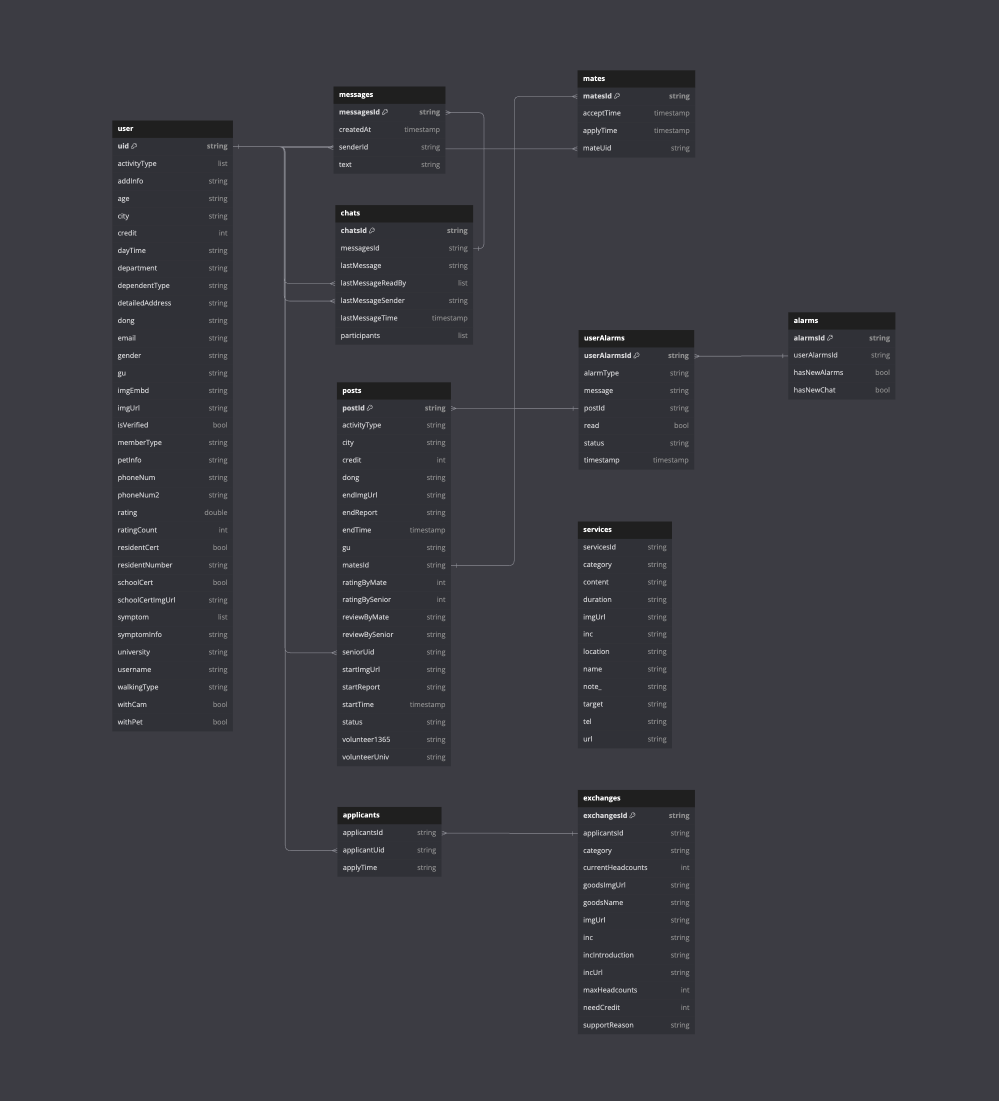 user
uid string
activityType list
addInfo string
age string
city string
credit int
dayTime string
department string
dependentType string
detailedAddress string
dong string
email string
gender string
gu string
imgEmbd string
imgUrl string
isVerified bool
memberType string
petInfo string
phoneNum string
phoneNum2 string
rating double
ratingCount int
residentCert bool
residentNumber string
schoolCert bool
schoolCertImgUrl string
symptom list
symptomInfo string
university string
username string
walkingType string
withCam bool
withPet bool
messages
messagesId string
createdAt timestamp
senderId string
text string
chats
chatsId string
messagesId string
lastMessage string
lastMessageReadBy list
lastMessageSender string
lastMessageTime timestamp
participants list
posts
postId string
activityType string
city string
credit int
dong string
endImgUrl string
endReport string
endTime timestamp
gu string
matesId string
ratingByMate int
ratingBySenior int
reviewByMate string
reviewBySenior string
seniorUid string
startImgUrl string
startReport string
startTime timestamp
status string
volunteer1365 string
volunteerUniv string
applicants
applicantsId string
applicantUid string
applyTime string
mates
matesId string
acceptTime timestamp
applyTime timestamp
mateUid string
userAlarms
userAlarmsId string
alarmType string
message string
postId string
read bool
status string
timestamp timestamp
services
servicesId string
category string
content string
duration string
imgUrl string
inc string
location string
name string
note_ string
target string
tel string
url string
exchanges
exchangesId string
applicantsId string
category string
currentHeadcounts int
goodsImgUrl string
goodsName string
imgUrl string
inc string
incIntroduction string
incUrl string
maxHeadcounts int
needCredit int
supportReason string
alarms
alarmsId string
userAlarmsId string
hasNewAlarms bool
hasNewChat bool